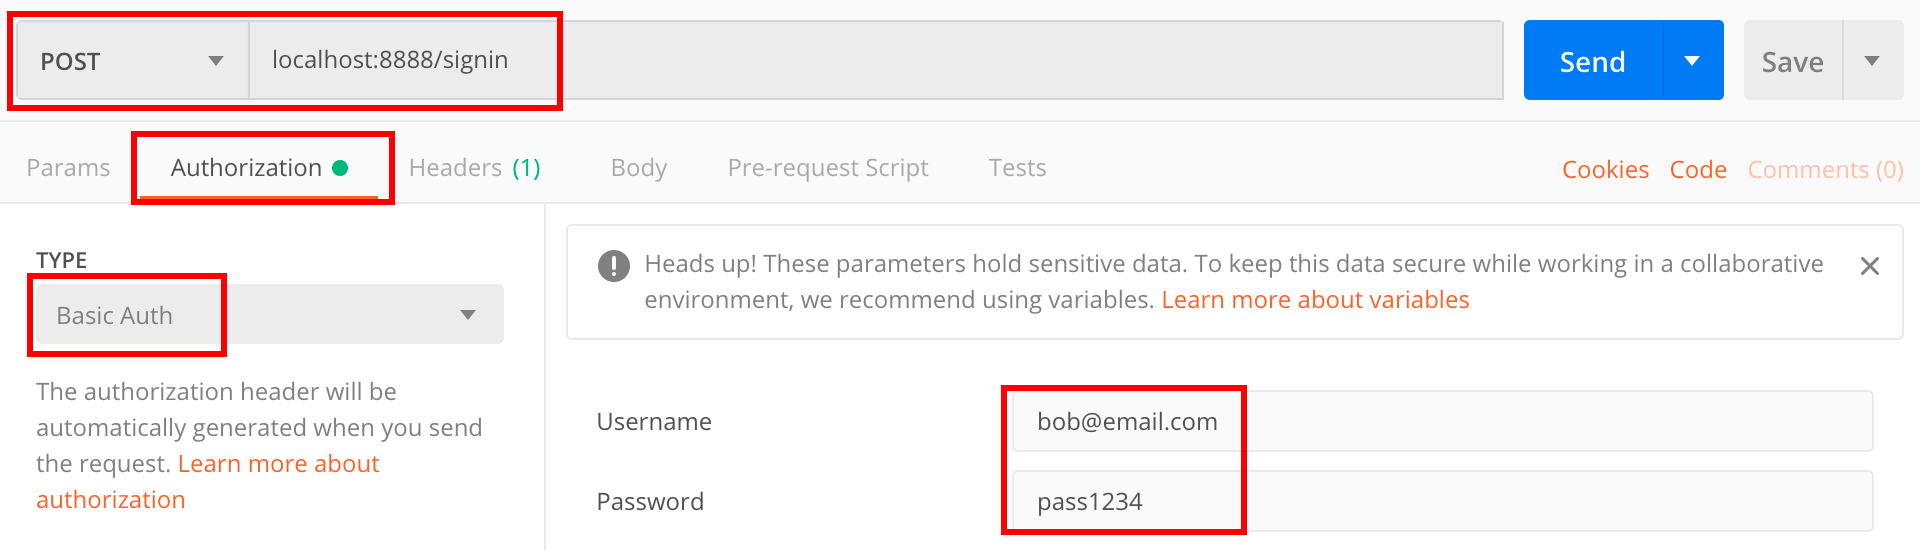 POST localhost:8888/signin Send Save
Params Authorization Headers (1) Body Pre-request Script Tests Cookies Code Comments (0)
TYPE
Basic Auth
The authorization header will be
automatically generated when you send
the request. Learn more about
authorization
Heads up! These parameters hold sensitive data. To keep this data secure while working in a collaborative
environment, we recommend using variables. Learn more about variables
Username bob@email.com
Password pass1234